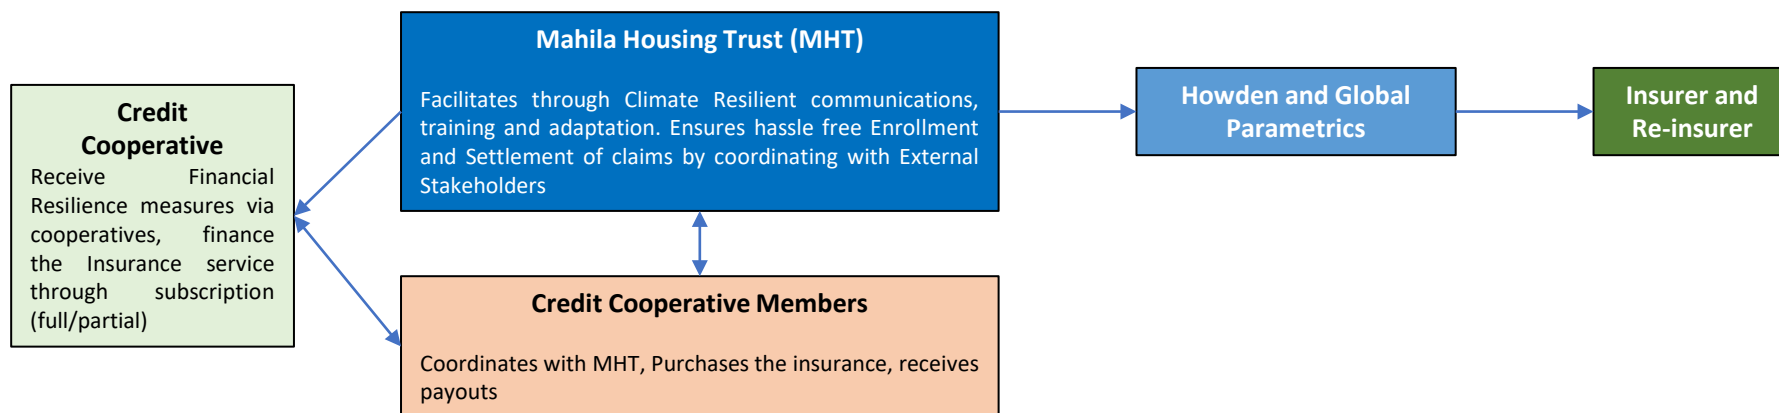 Mahila Housing Trust (MHT)
Facilitates through Climate Resilient communications,
training and adaptation. Ensures hassle free Enrollment
and Settlement of claims by coordinating with External
Stakeholders
Credit
Cooperative
Receive Financial
Resilience measures via
cooperatives, finance
the Insurance service
through subscription
(full/partial)
Howden and Global
Parametrics
Insurer and
Re-insurer
Credit Cooperative Members
Coordinates with MHT, Purchases the insurance, receives
payouts